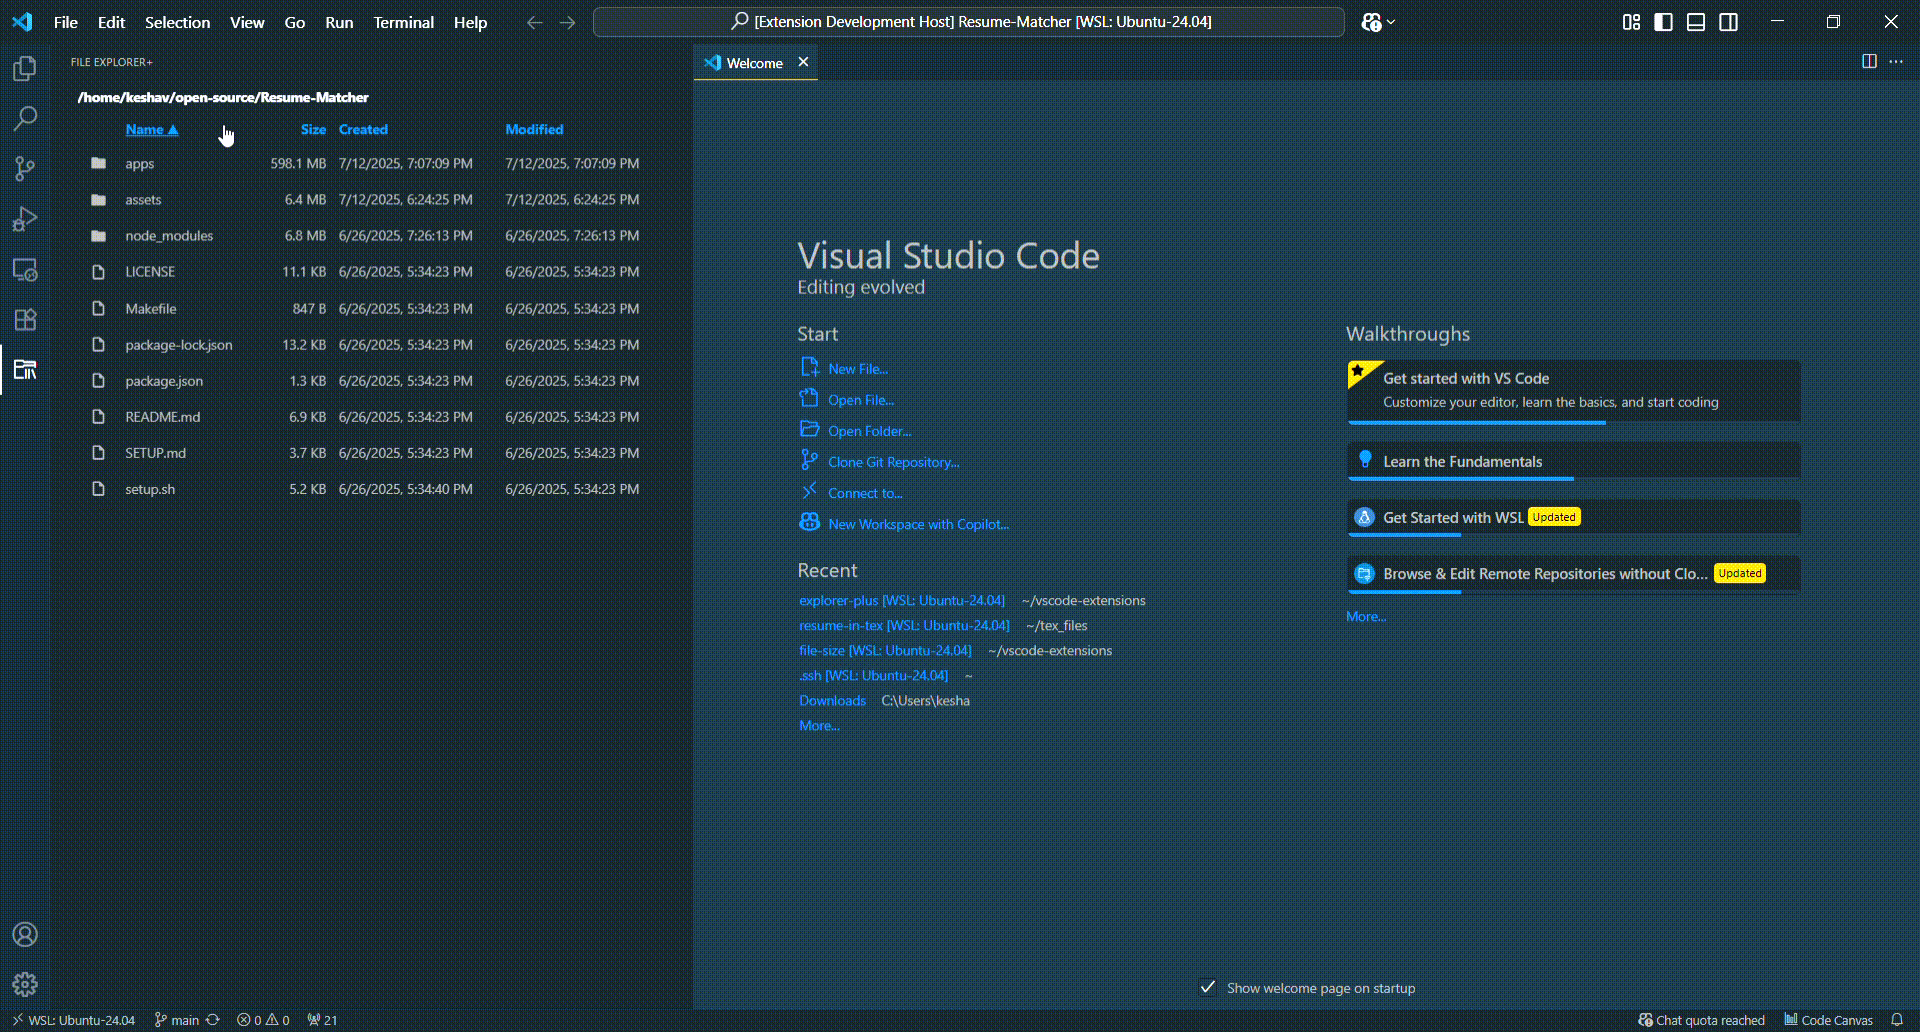 File Edit Selection View Go Run Terminal Help
[Extension Development Host] Resume-Matcher [WSL: Ubuntu-24.04]
FILE EXPLORER+
/home/keshav/open-source/Resume-Matcher
Name ▲ Size Created Modified
apps 598.1 MB 7/12/2025, 7:07:09 PM 7/12/2025, 7:07:09 PM
assets 6.4 MB 7/12/2025, 6:24:25 PM 7/12/2025, 6:24:25 PM
node_modules 6.8 MB 6/26/2025, 7:26:13 PM 6/26/2025, 7:26:13 PM
LICENSE 11.1 KB 6/26/2025, 5:34:23 PM 6/26/2025, 5:34:23 PM
Makefile 847 B 6/26/2025, 5:34:23 PM 6/26/2025, 5:34:23 PM
package-lock.json 13.2 KB 6/26/2025, 5:34:23 PM 6/26/2025, 5:34:23 PM
package.json 1.3 KB 6/26/2025, 5:34:23 PM 6/26/2025, 5:34:23 PM
README.md 6.9 KB 6/26/2025, 5:34:23 PM 6/26/2025, 5:34:23 PM
SETUP.md 3.7 KB 6/26/2025, 5:34:23 PM 6/26/2025, 5:34:23 PM
setup.sh 5.2 KB 6/26/2025, 5:34:40 PM 6/26/2025, 5:34:23 PM
Welcome
Visual Studio Code
Editing evolved
Start
New File...
Open File...
Open Folder...
Clone Git Repository...
Connect to...
New Workspace with Copilot...
Recent
explorer-plus [WSL: Ubuntu-24.04] ~/vscode-extensions
resume-in-tex [WSL: Ubuntu-24.04] ~/tex_files
file-size [WSL: Ubuntu-24.04] ~/vscode-extensions
.ssh [WSL: Ubuntu-24.04] ~
Downloads C:\Users\kesha
More...
Walkthroughs
Get started with VS Code
Customize your editor, learn the basics, and start coding
Learn the Fundamentals
Get Started with WSL Updated
Browse & Edit Remote Repositories without Clo... Updated
More...
Show welcome page on startup
WSL: Ubuntu-24.04 main 0 0 21
Chat quota reached Code Canvas